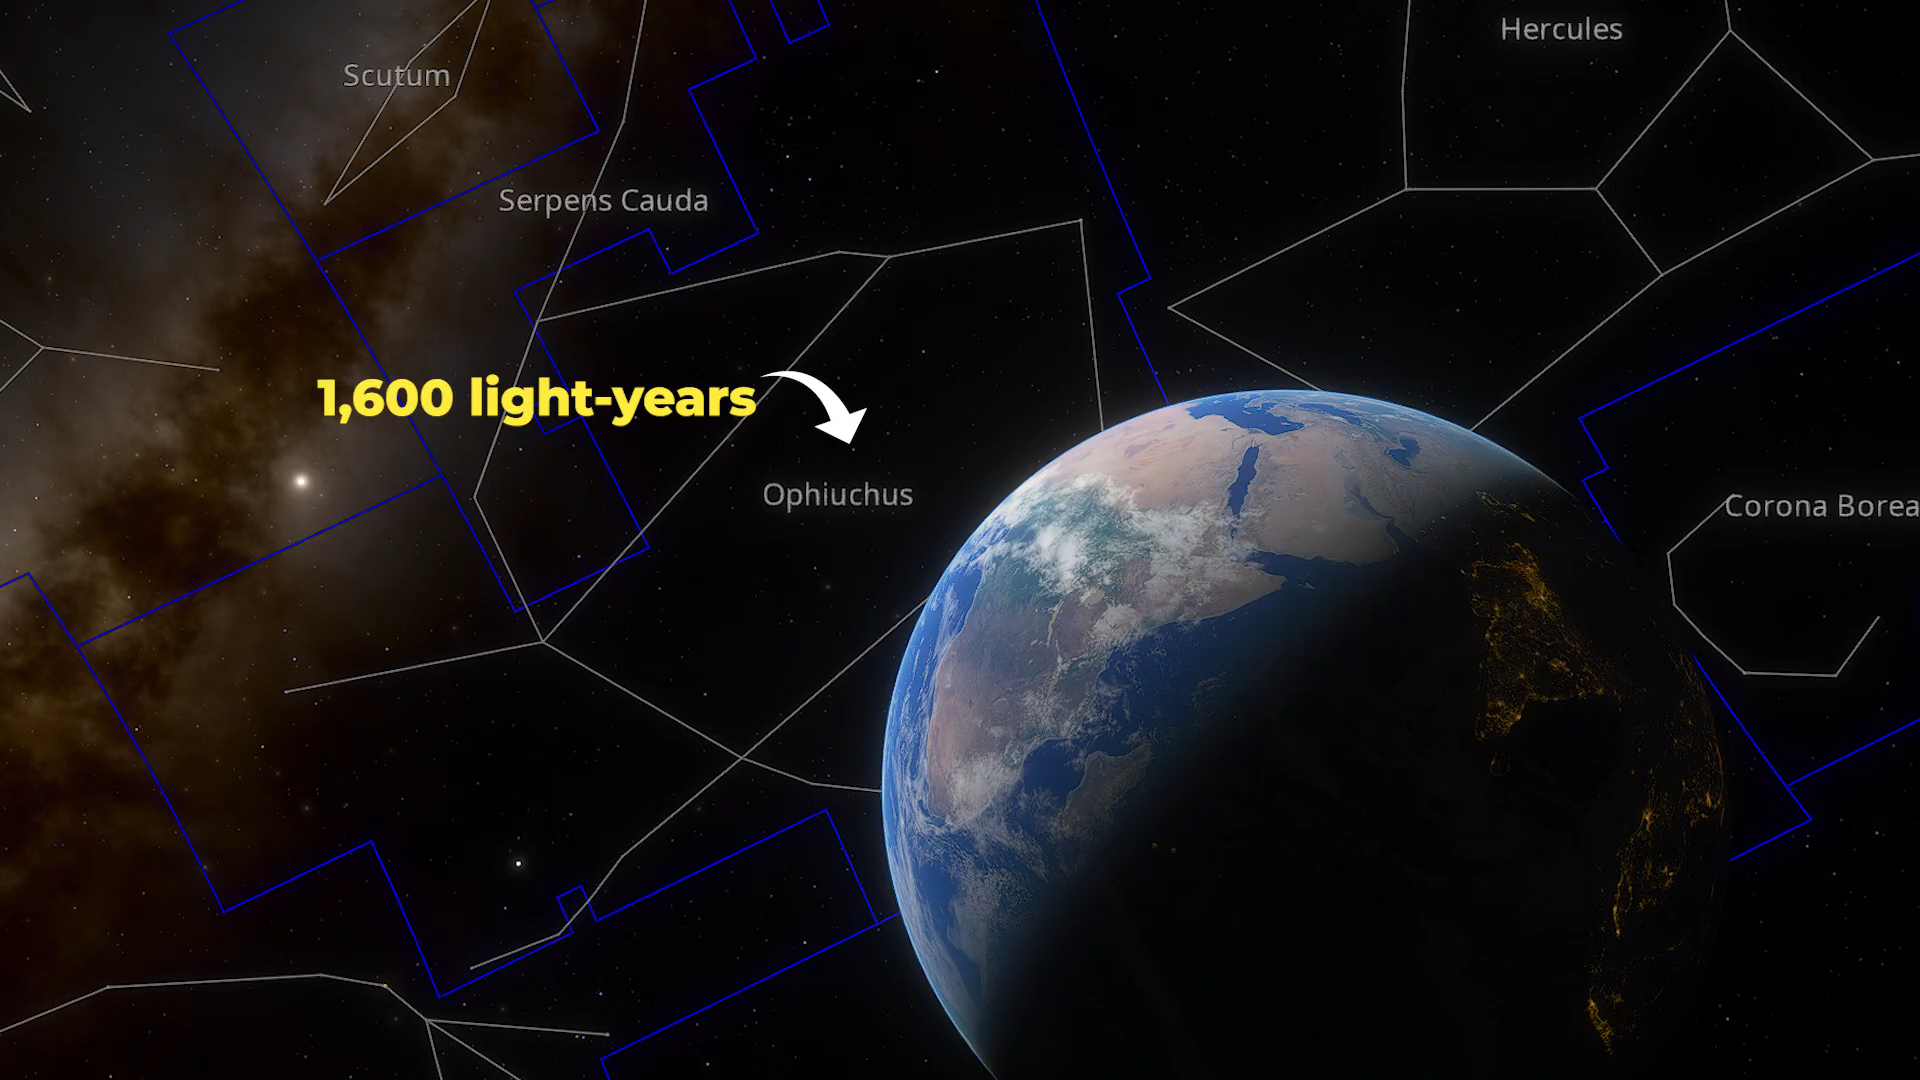 Hercules
Scutum
Serpens Cauda
1,600 light-years
Ophiuchus
Corona Borea